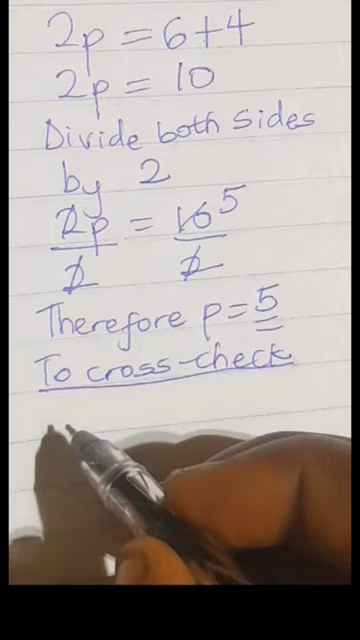 2p = 6+4
2p = 10
Divide both sides
by 2
2p/2 = 10/2 5
Therefore p = 5
To cross-check